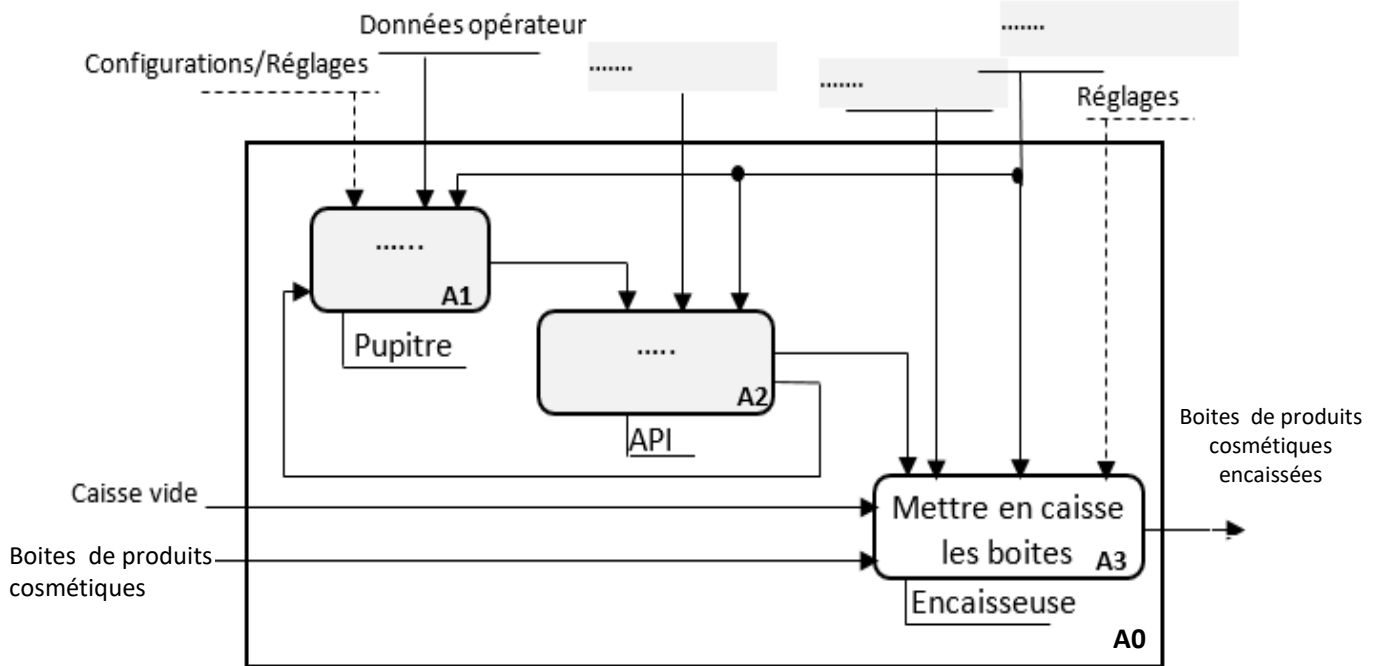 Données opérateur
Configurations/Réglages
.......
.......
.......
Réglages
......
A1
Pupitre
.....
A2
API
Caisse vide
Boites de produits
cosmétiques
Mettre en caisse
les boites
A3
Encaisseuse
A0
Boites de produits
cosmétiques
encaissées